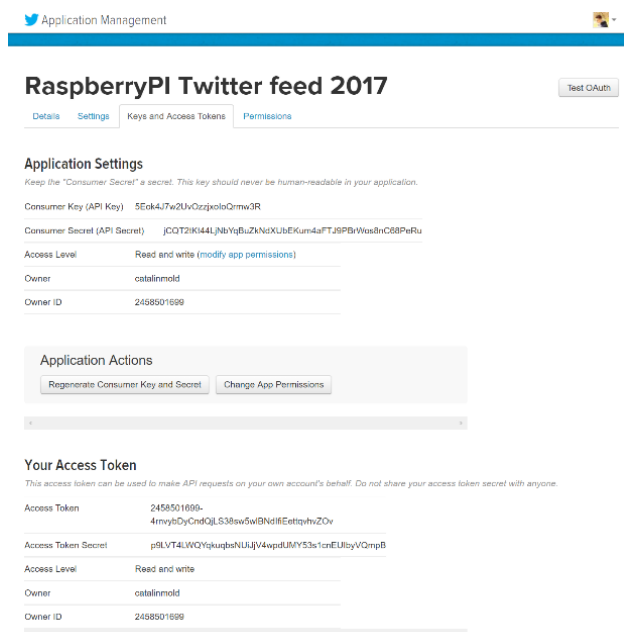 Application Management
RaspberryPI Twitter feed 2017
Test OAuth
Details Settings Keys and Access Tokens Permissions
Application Settings
Keep the "Consumer Secret" a secret. This key should never be human-readable in your application.
Consumer Key (API Key)
Consumer Secret (API Secret)
Access Level Read and write (modify app permissions)
Owner catalinmold
Owner ID 2458501699
Application Actions
Regenerate Consumer Key and Secret Change App Permissions
Your Access Token
This access token can be used to make API requests on your own account's behalf. Do not share your access token secret with anyone.
Access Token 2458501699-
Access Token Secret
Access Level Read and write
Owner catalinmold
Owner ID 2458501699